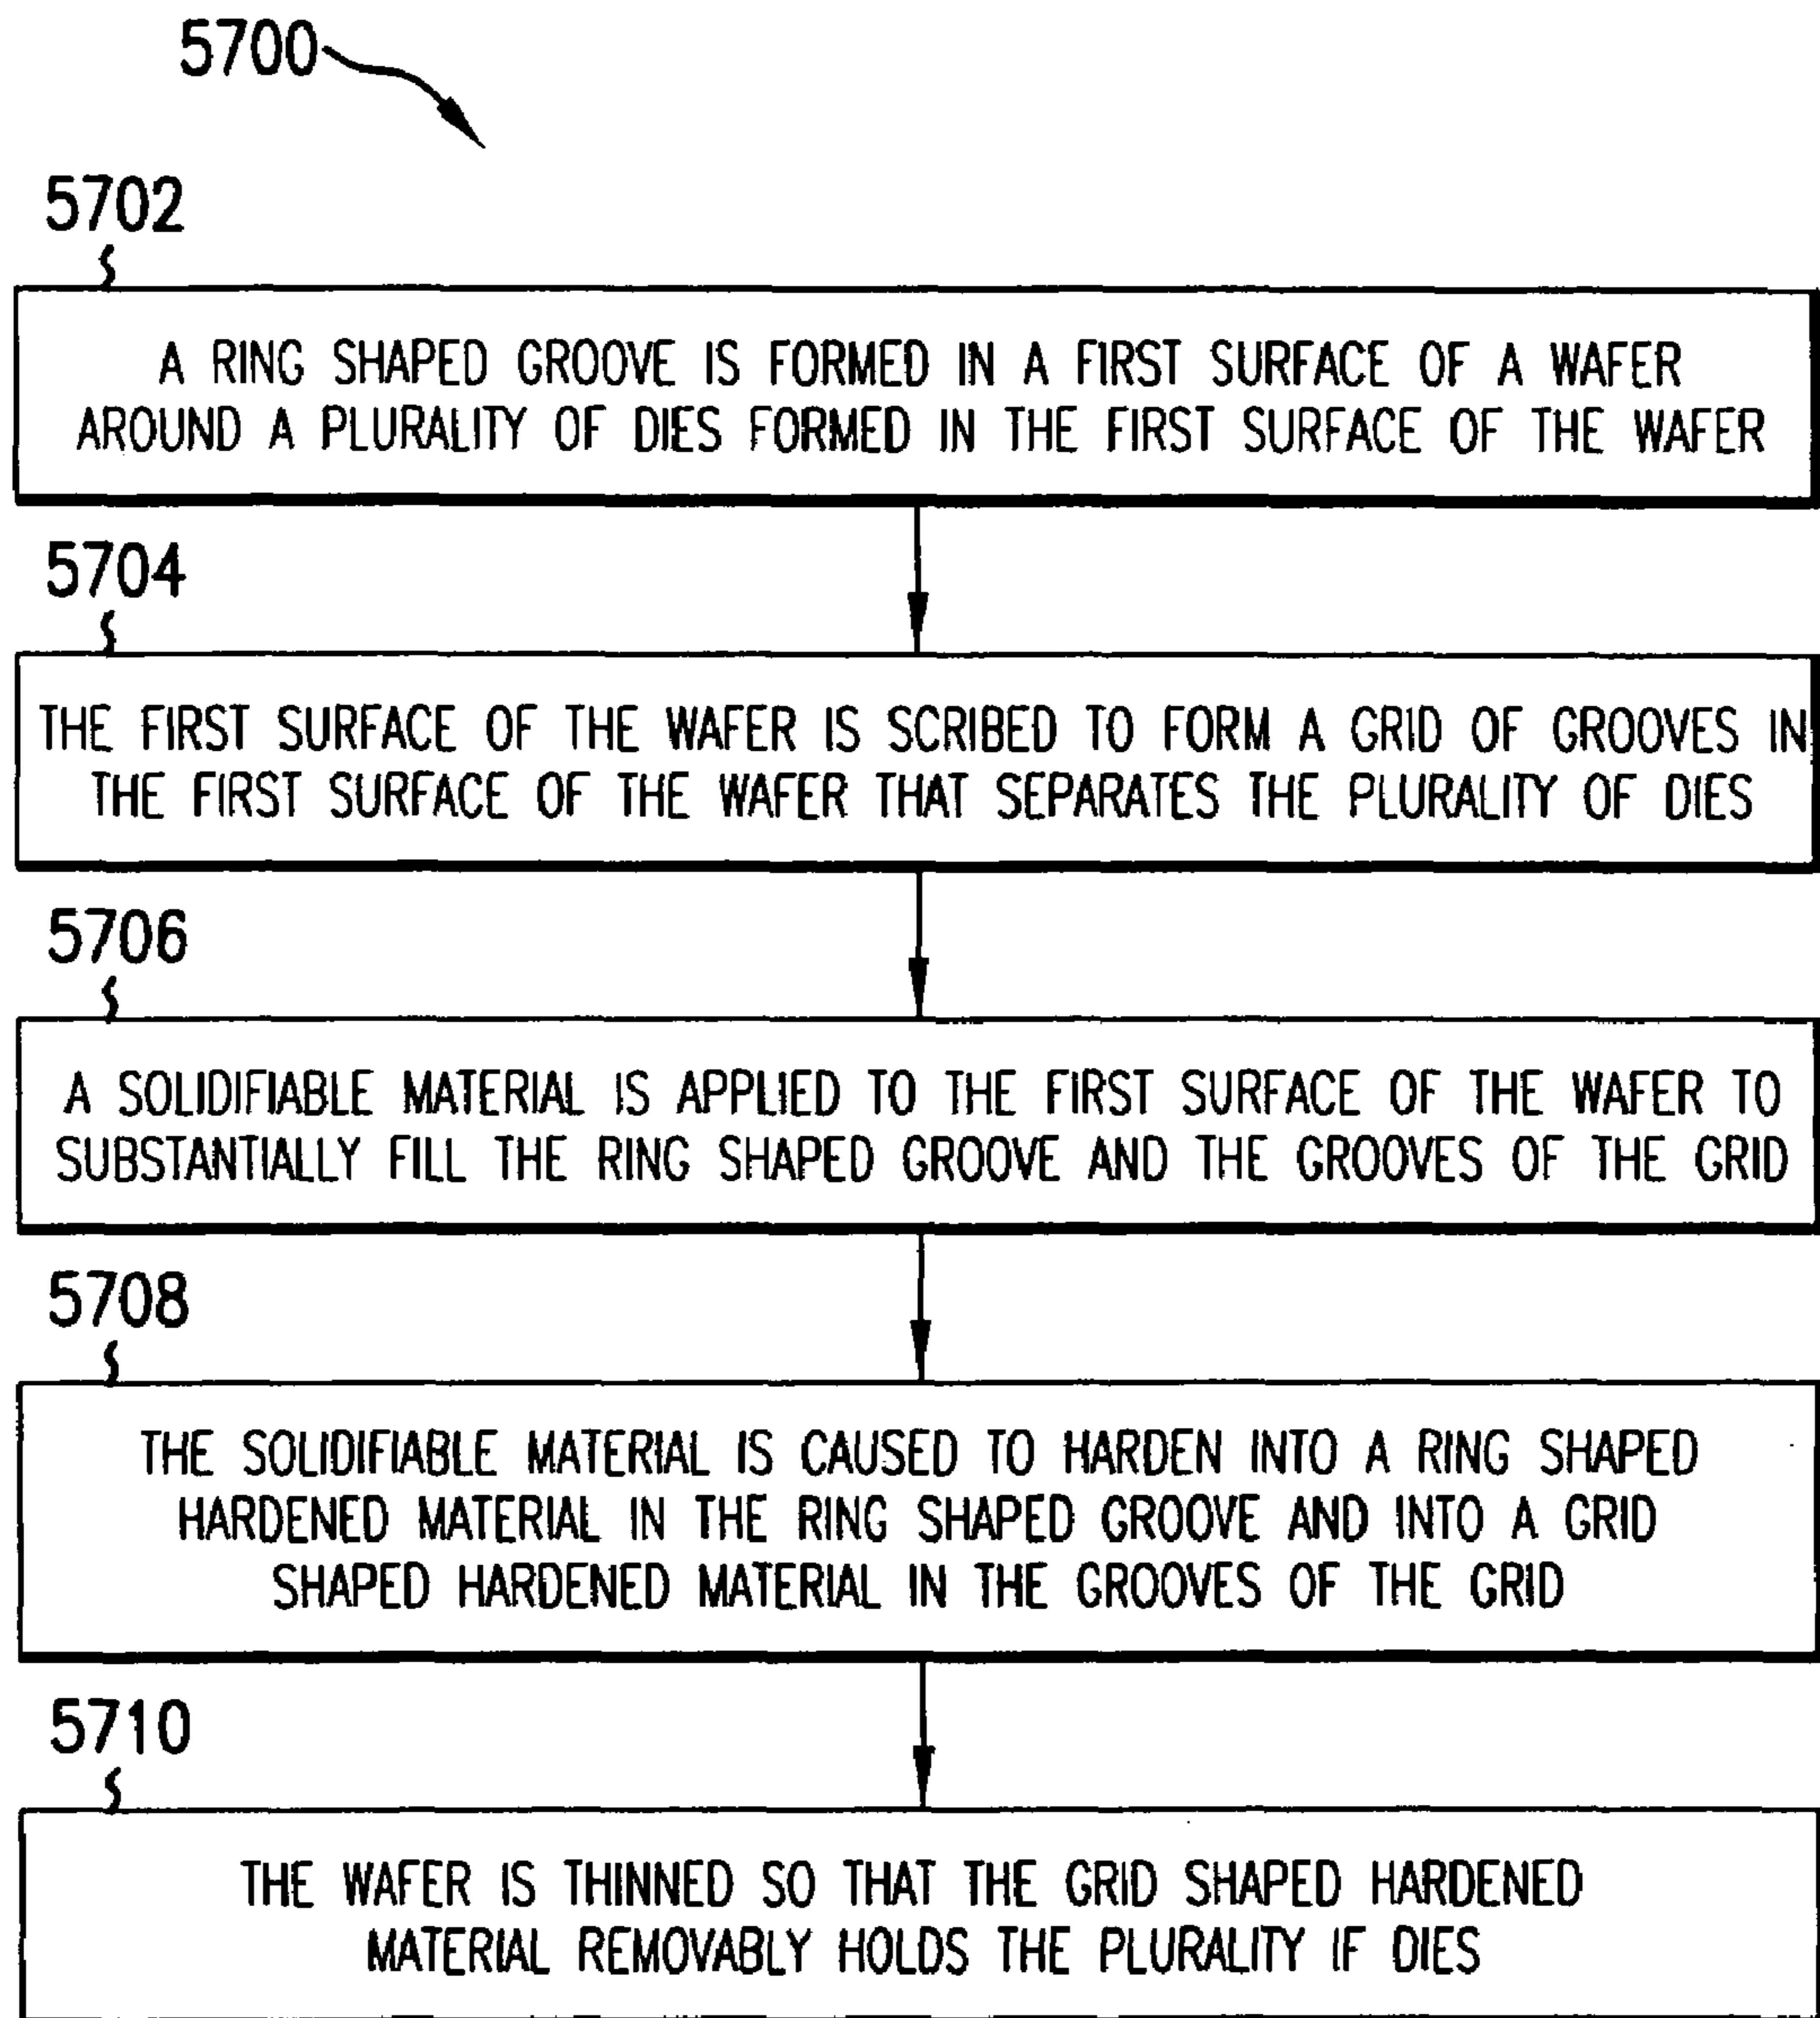 5700
5702
A RING SHAPED GROOVE IS FORMED IN A FIRST SURFACE OF A WAFER
AROUND A PLURALITY OF DIES FORMED IN THE FIRST SURFACE OF THE WAFER
5704
THE FIRST SURFACE OF THE WAFER IS SCRIBED TO FORM A GRID OF GROOVES IN
THE FIRST SURFACE OF THE WAFER THAT SEPARATES THE PLURALITY OF DIES
5706
A SOLIDIFIABLE MATERIAL IS APPLIED TO THE FIRST SURFACE OF THE WAFER TO
SUBSTANTIALLY FILL THE RING SHAPED GROOVE AND THE GROOVES OF THE GRID
5708
THE SOLIDIFIABLE MATERIAL IS CAUSED TO HARDEN INTO A RING SHAPED
HARDENED MATERIAL IN THE RING SHAPED GROOVE AND INTO A GRID
SHAPED HARDENED MATERIAL IN THE GROOVES OF THE GRID
5710
THE WAFER IS THINNED SO THAT THE GRID SHAPED HARDENED
MATERIAL REMOVABLY HOLDS THE PLURALITY IF DIES